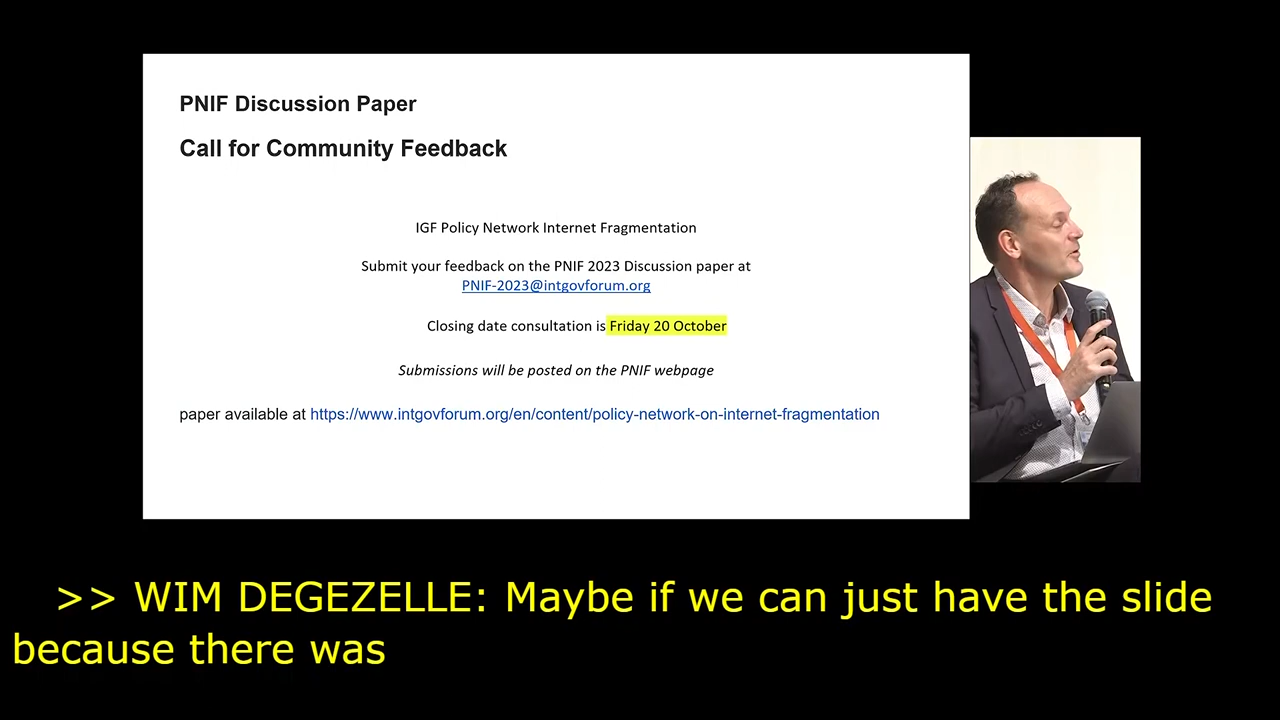 PNIF Discussion Paper
Call for Community Feedback
IGF Policy Network Internet Fragmentation
Submit your feedback on the PNIF 2023 Discussion paper at
PNIF-2023@intgovforum.org
Closing date consultation is Friday 20 October
Submissions will be posted on the PNIF webpage
paper available at https://www.intgovforum.org/en/content/policy-network-on-internet-fragmentation
>> WIM DEGEZELLE: Maybe if we can just have the slide
because there was